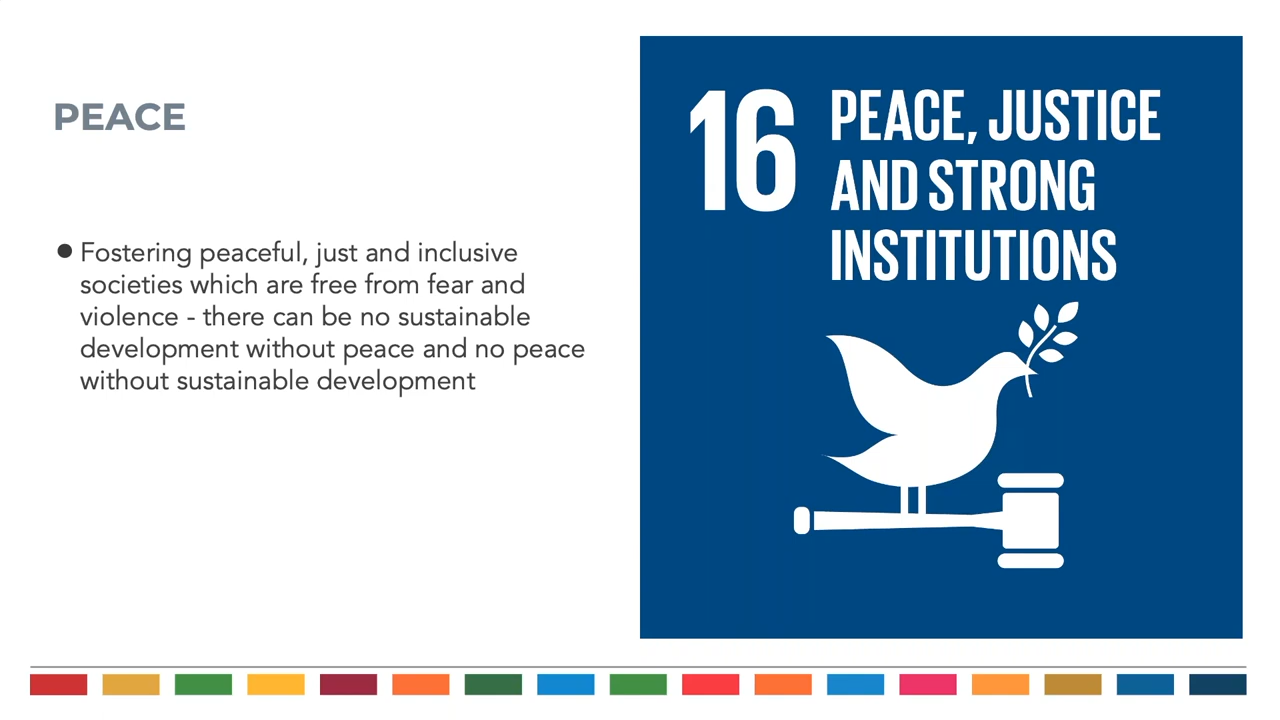 PEACE
● Fostering peaceful, just and inclusive
societies which are free from fear and
violence - there can be no sustainable
development without peace and no peace
without sustainable development
16 PEACE, JUSTICE
AND STRONG
INSTITUTIONS